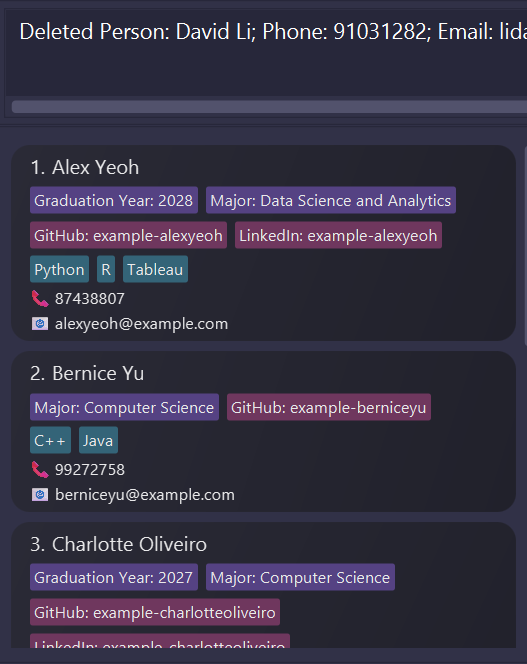 Deleted Person: David Li; Phone: 91031282; Email:
1. Alex Yeoh
Graduation Year: 2028 Major: Data Science and Analytics
GitHub: example-alexyeoh LinkedIn: example-alexyeoh
Python R Tableau
87438807
alexyeoh@example.com
2. Bernice Yu
Major: Computer Science GitHub: example-berniceyu
C++ Java
99272758
berniceyu@example.com
3. Charlotte Oliveiro
Graduation Year: 2027 Major: Computer Science
GitHub: example-charlotteoliveiro
LinkedIn: example-charlotteoliveiro